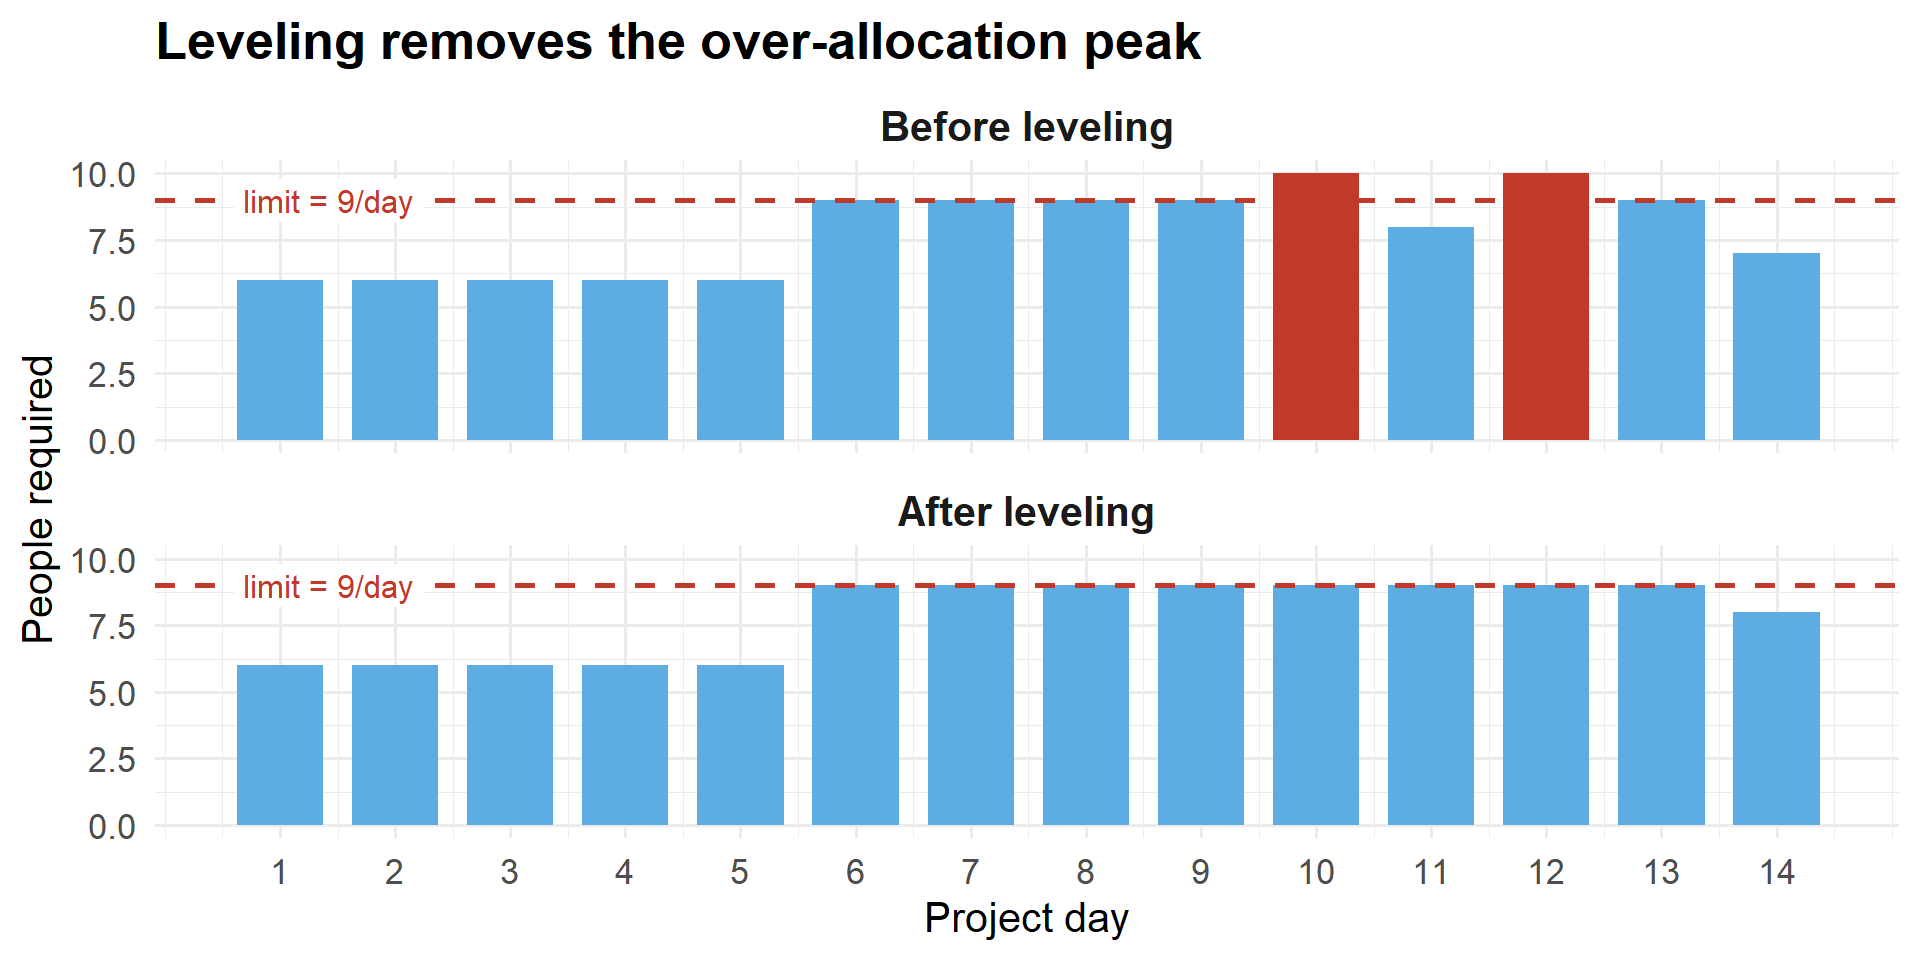 Leveling removes the over-allocation peak
Before leveling
10.0
7.5
5.0
2.5
0.0
limit = 9/day
People required
After leveling
10.0
7.5
5.0
2.5
0.0
limit = 9/day
1 2 3 4 5 6 7 8 9 10 11 12 13 14
Project day